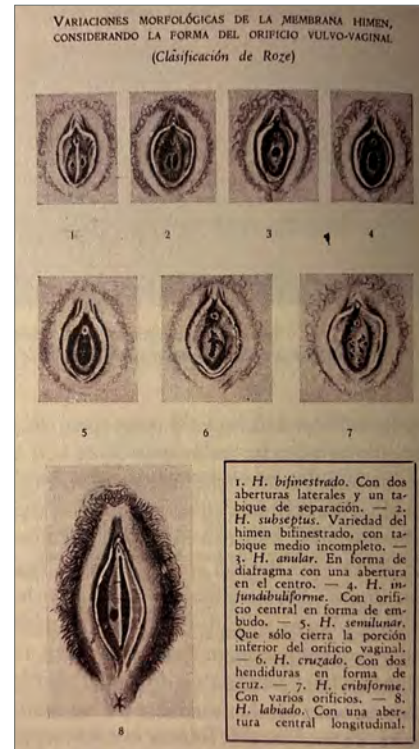 VARIACIONES MORFOLÓGICAS DE LA MEMBRANA HIMEN,
CONSIDERANDO LA FORMA DEL ORIFICIO VULVO-VAGINAL
(Clasificación de Roze)
1
2
3
4
5
6
7
8
1. H. bifinestrado. Con dos
aberturas laterales y un ta-
bique de separación. — 2.
H. subseptus. Variedad del
himen bifinestrado, con ta-
bique medio incompleto. —
3. H. anular. En forma de
diafragma con una abertura
en el centro. — 4. H. in-
fundibuliforme. Con orifi-
cio central en forma de em-
budo. — 5. H. semilunar.
Que sólo cierra la porción
inferior del orificio vaginal.
— 6. H. cruzado. Con dos
hendiduras en forma de
cruz. — 7. H. cribiforme.
Con varios orificios. — 8.
H. labiado. Con una aber-
tura central longitudinal.